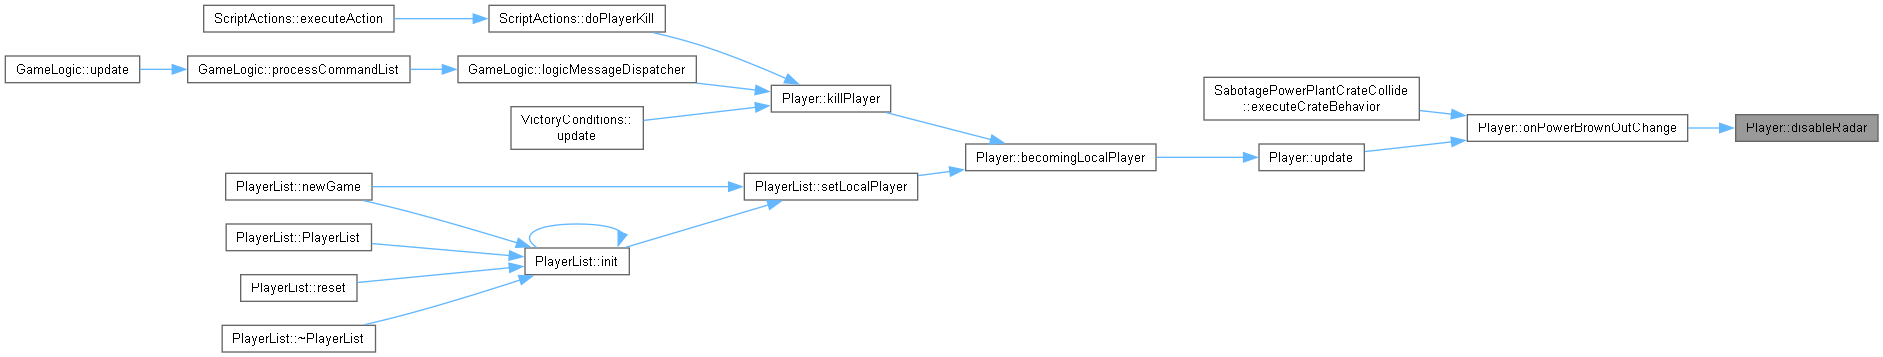 ScriptActions::executeAction
ScriptActions::doPlayerKill
GameLogic::update
GameLogic::processCommandList
GameLogic::logicMessageDispatcher
Player::killPlayer
SabotagePowerPlantCrateCollide
::executeCrateBehavior
VictoryConditions::
update
Player::onPowerBrownOutChange
Player::disableRadar
Player::becomingLocalPlayer
Player::update
PlayerList::newGame
PlayerList::setLocalPlayer
PlayerList::PlayerList
PlayerList::init
PlayerList::reset
PlayerList::~PlayerList